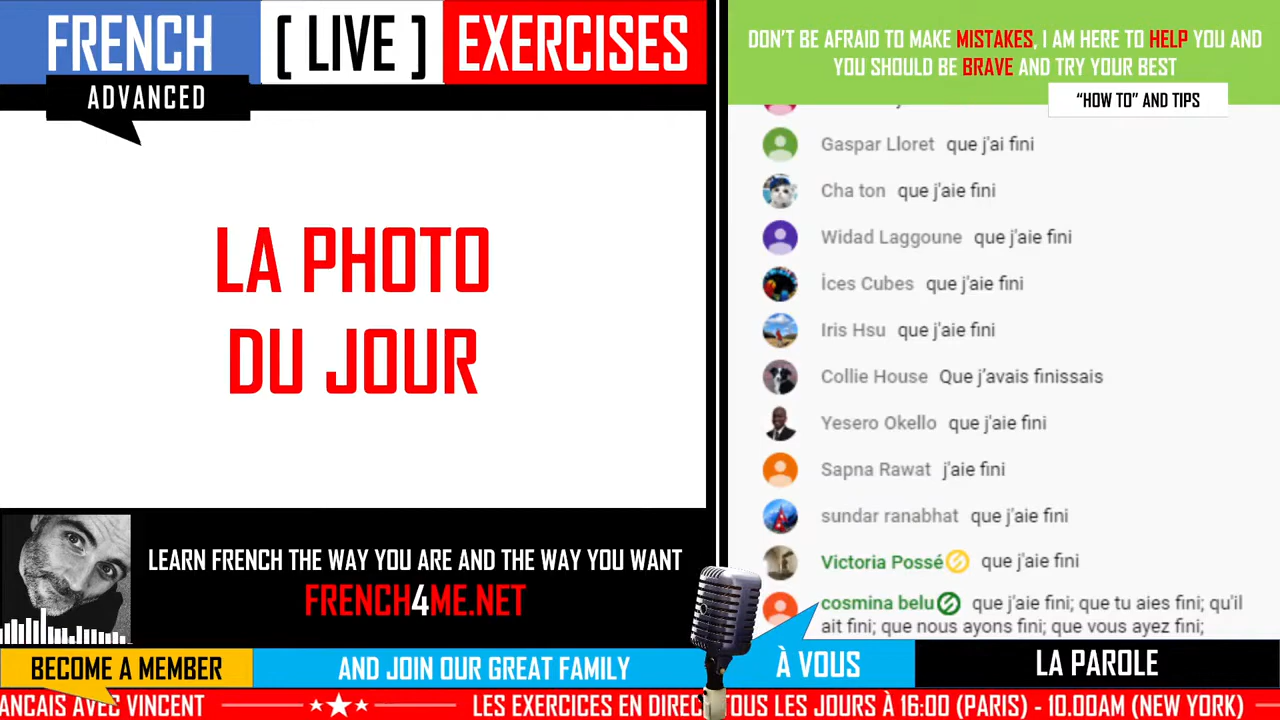 FRENCH
[ LIVE ]
EXERCISES
ADVANCED
LA PHOTO
DU JOUR
LEARN FRENCH THE WAY YOU ARE AND THE WAY YOU WANT
FRENCH4ME.NET
BECOME A MEMBER
AND JOIN OUR GREAT FAMILY
DON'T BE AFRAID TO MAKE MISTAKES, I AM HERE TO HELP YOU AND
YOU SHOULD BE BRAVE AND TRY YOUR BEST
"HOW TO" AND TIPS
Gaspar Lloret que j'ai fini
Cha ton que j'aie fini
Widad Laggoune que j'aie fini
İces Cubes que j'aie fini
Iris Hsu que j'aie fini
Collie House Que j'avais finissais
Yesero Okello que j'aie fini
Sapna Rawat j'aie fini
sundar ranabhat que j'aie fini
Victoria Possé que j'aie fini
cosmina belu que j'aie fini; que tu aies fini; qu'il
ait fini; que nous ayons fini; que vous ayez fini;
À VOUS
LA PAROLE
ANCAIS AVEC VINCENT
LES EXERCICES EN DIREC TOUS LES JOURS À 16:00 (PARIS) - 10.00AM (NEW YORK)